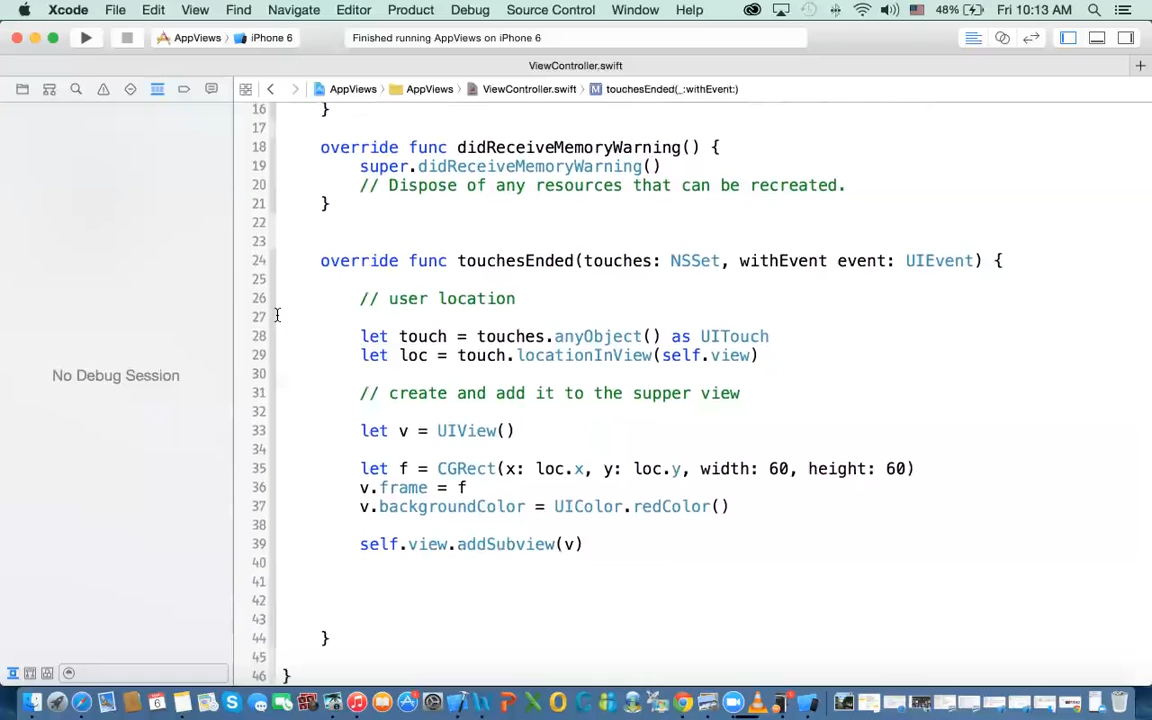 Xcode File Edit View Find Navigate Editor Product Debug Source Control Window Help 48% Fri 10:13 AM
AppViews iPhone 6 Finished running AppViews on iPhone 6
ViewController.swift
AppViews AppViews ViewController.swift M touchesEnded(_:withEvent:)
16 }
17
18 override func didReceiveMemoryWarning() {
19 super.didReceiveMemoryWarning()
20 // Dispose of any resources that can be recreated.
21 }
22
23
24 override func touchesEnded(touches: NSSet, withEvent event: UIEvent) {
25
26 // user location
27
28 let touch = touches.anyObject() as UITouch
29 let loc = touch.locationInView(self.view)
30
31 // create and add it to the supper view
32
33 let v = UIView()
34
35 let f = CGRect(x: loc.x, y: loc.y, width: 60, height: 60)
36 v.frame = f
37 v.backgroundColor = UIColor.redColor()
38
39 self.view.addSubview(v)
40
41
42
43
44 }
45
46 }
No Debug Session